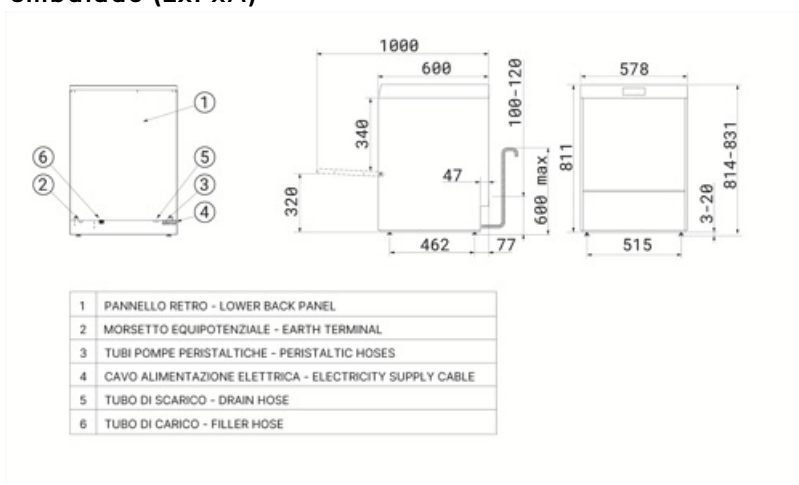 1000
600
578
100-120
340
811
814-831
47
600 max
320
3-20
462
77
515
1
6
5
2
3
4
1 PANNELLO RETRO - LOWER BACK PANEL
2 MORSETTO EQUIPOTENZIALE - EARTH TERMINAL
3 TUBI POMPE PERISTALTICHE - PERISTALTIC HOSES
4 CAVO ALIMENTAZIONE ELETTRICA - ELECTRICITY SUPPLY CABLE
5 TUBO DI SCARICO - DRAIN HOSE
6 TUBO DI CARICO - FILLER HOSE